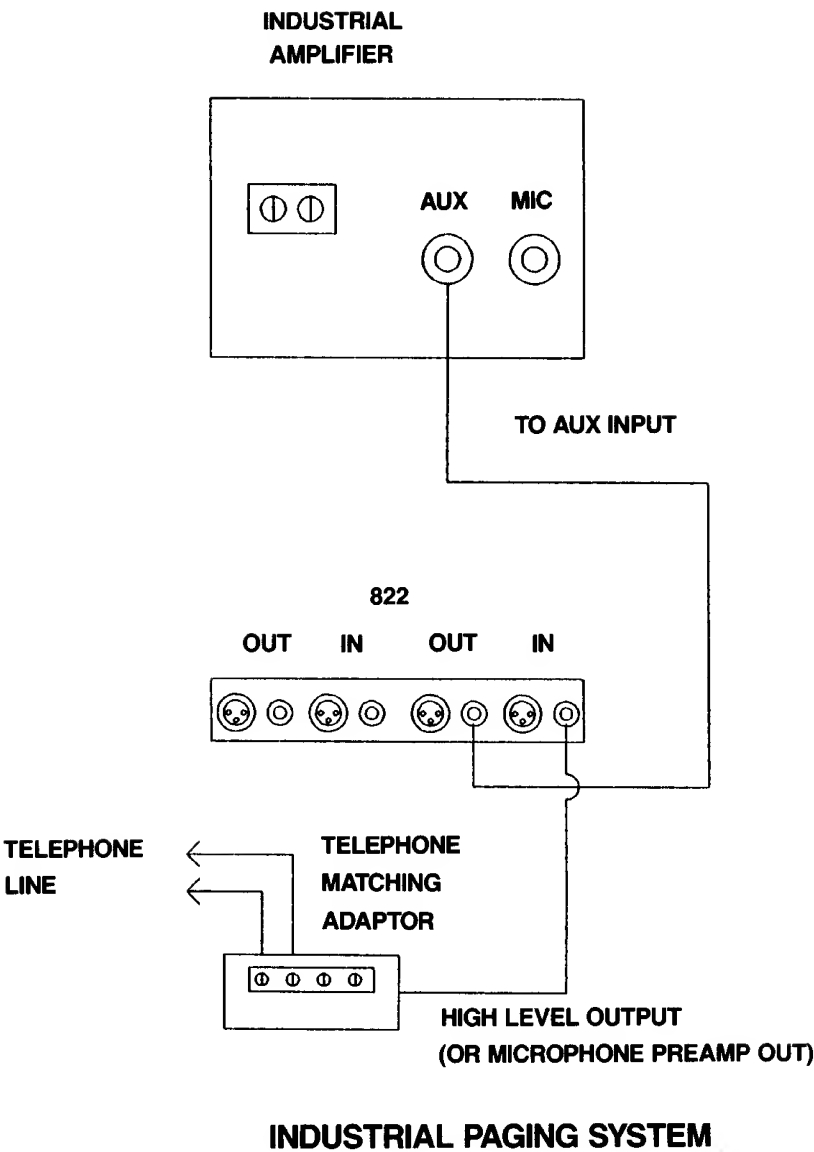 INDUSTRIAL
AMPLIFIER
AUX MIC
TO AUX INPUT
822
OUT IN OUT IN
TELEPHONE
LINE
TELEPHONE
MATCHING
ADAPTOR
HIGH LEVEL OUTPUT
(OR MICROPHONE PREAMP OUT)
INDUSTRIAL PAGING SYSTEM